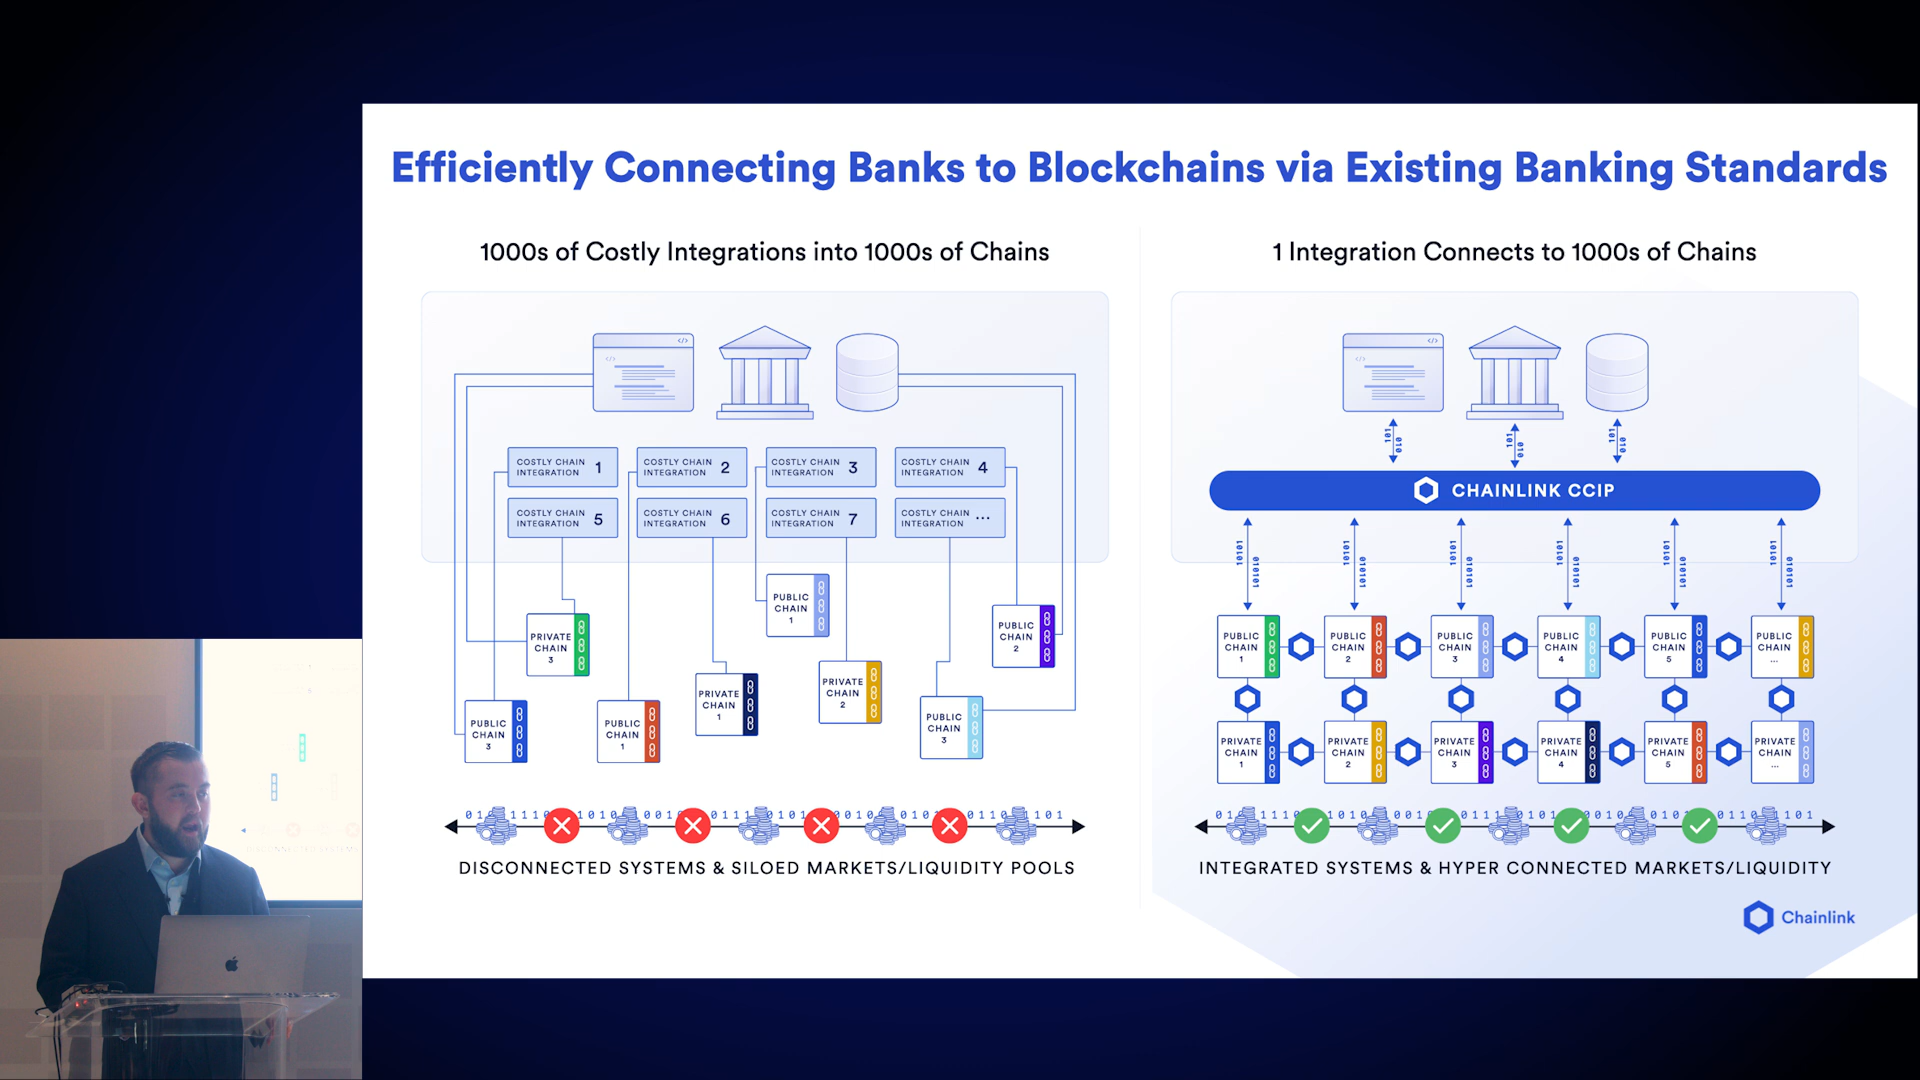 Efficiently Connecting Banks to Blockchains via Existing Banking Standards
1000s of Costly Integrations into 1000s of Chains
COSTLY CHAIN
INTEGRATION 1
COSTLY CHAIN
INTEGRATION 2
COSTLY CHAIN
INTEGRATION 3
COSTLY CHAIN
INTEGRATION 4
COSTLY CHAIN
INTEGRATION 5
COSTLY CHAIN
INTEGRATION 6
COSTLY CHAIN
INTEGRATION 7
COSTLY CHAIN
INTEGRATION ...
PUBLIC
CHAIN
1
PRIVATE
CHAIN
3
PUBLIC
CHAIN
2
PRIVATE
CHAIN
1
PRIVATE
CHAIN
2
PUBLIC
CHAIN
3
PUBLIC
CHAIN
1
PUBLIC
CHAIN
3
DISCONNECTED SYSTEMS & SILOED MARKETS/LIQUIDITY POOLS
1 Integration Connects to 1000s of Chains
CHAINLINK CCIP
PUBLIC
CHAIN
1
PUBLIC
CHAIN
2
PUBLIC
CHAIN
3
PUBLIC
CHAIN
4
PUBLIC
CHAIN
5
PUBLIC
CHAIN
...
PRIVATE
CHAIN
1
PRIVATE
CHAIN
2
PRIVATE
CHAIN
3
PRIVATE
CHAIN
4
PRIVATE
CHAIN
5
PRIVATE
CHAIN
...
INTEGRATED SYSTEMS & HYPER CONNECTED MARKETS/LIQUIDITY
Chainlink